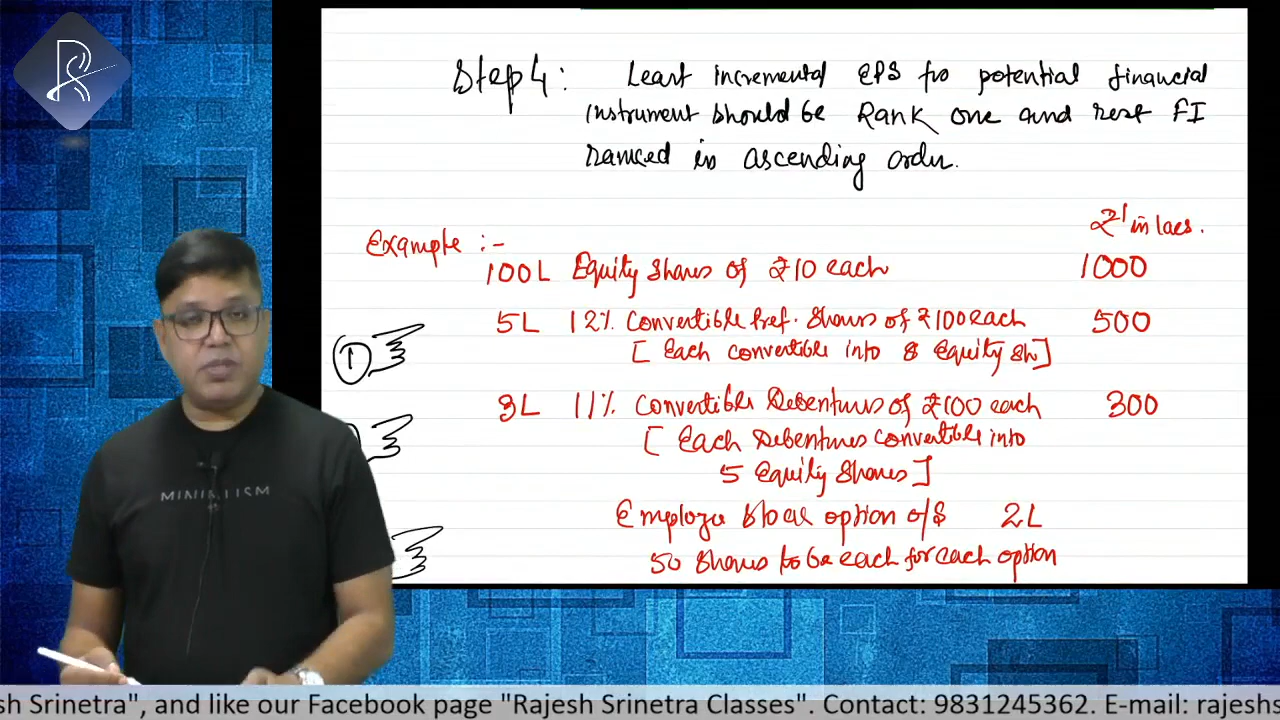 RS
Step 4: Least incremental EPS fro potential financial
instrument should be Rank one and rest FI
Ranked in ascending order.
₹ in lacs.
Example :-
100L Equity Shares of ₹10 each 1000
5L 12% Convertible Pref. Shares of ₹100 each 500
[ Each convertible into 8 Equity Sh]
1
3L 11% Convertible Debentures of ₹100 each 300
[ Each Debentures convertible into
5 Equity Shares]
Employee Stock option o/s 2L
50 Shares to be each for each option
MINIMLISM
sh Srinetra", and like our Facebook page "Rajesh Srinetra Classes". Contact: 9831245362. E-mail: rajeshs